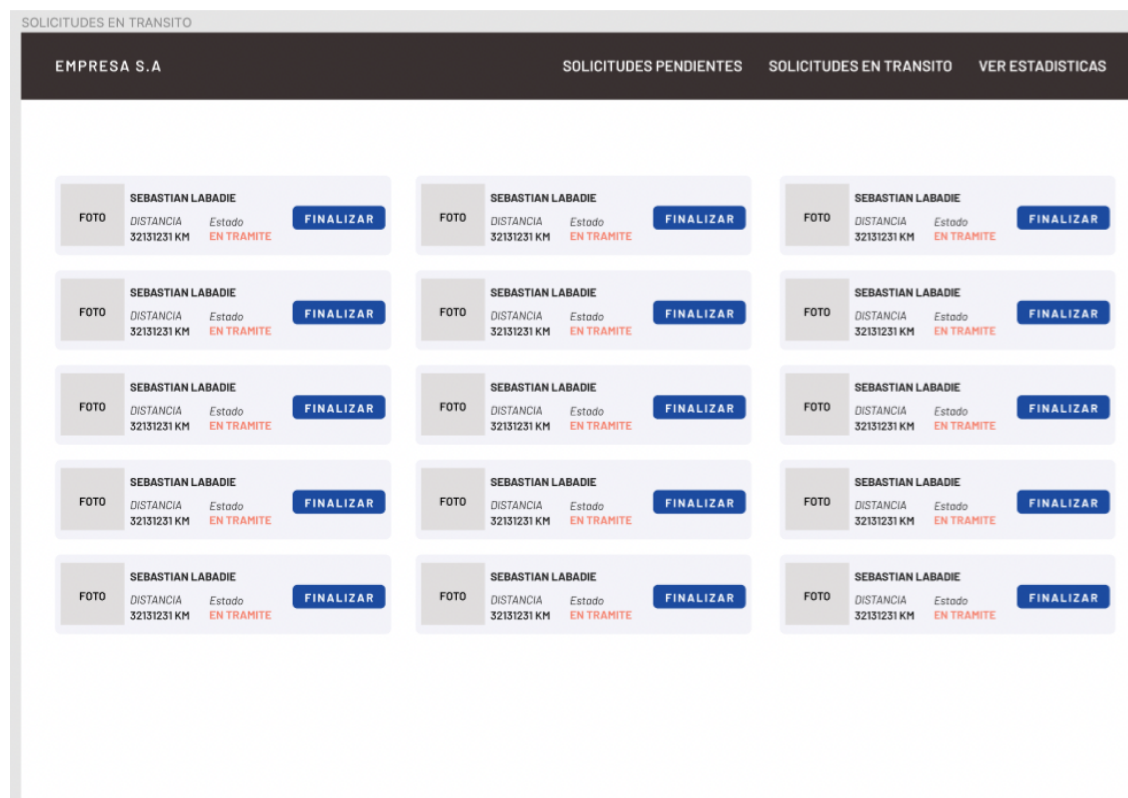 SOLICITUDES EN TRANSITO
EMPRESA S.A
SOLICITUDES PENDIENTES
SOLICITUDES EN TRANSITO
VER ESTADISTICAS
FOTO
SEBASTIAN LABADIE
DISTANCIA Estado
32131231 KM EN TRAMITE
FINALIZAR
FOTO
SEBASTIAN LABADIE
DISTANCIA Estado
32131231 KM EN TRAMITE
FINALIZAR
FOTO
SEBASTIAN LABADIE
DISTANCIA Estado
32131231 KM EN TRAMITE
FINALIZAR
FOTO
SEBASTIAN LABADIE
DISTANCIA Estado
32131231 KM EN TRAMITE
FINALIZAR
FOTO
SEBASTIAN LABADIE
DISTANCIA Estado
32131231 KM EN TRAMITE
FINALIZAR
FOTO
SEBASTIAN LABADIE
DISTANCIA Estado
32131231 KM EN TRAMITE
FINALIZAR
FOTO
SEBASTIAN LABADIE
DISTANCIA Estado
32131231 KM EN TRAMITE
FINALIZAR
FOTO
SEBASTIAN LABADIE
DISTANCIA Estado
32131231 KM EN TRAMITE
FINALIZAR
FOTO
SEBASTIAN LABADIE
DISTANCIA Estado
32131231 KM EN TRAMITE
FINALIZAR
FOTO
SEBASTIAN LABADIE
DISTANCIA Estado
32131231 KM EN TRAMITE
FINALIZAR
FOTO
SEBASTIAN LABADIE
DISTANCIA Estado
32131231 KM EN TRAMITE
FINALIZAR
FOTO
SEBASTIAN LABADIE
DISTANCIA Estado
32131231 KM EN TRAMITE
FINALIZAR
FOTO
SEBASTIAN LABADIE
DISTANCIA Estado
32131231 KM EN TRAMITE
FINALIZAR
FOTO
SEBASTIAN LABADIE
DISTANCIA Estado
32131231 KM EN TRAMITE
FINALIZAR
FOTO
SEBASTIAN LABADIE
DISTANCIA Estado
32131231 KM EN TRAMITE
FINALIZAR